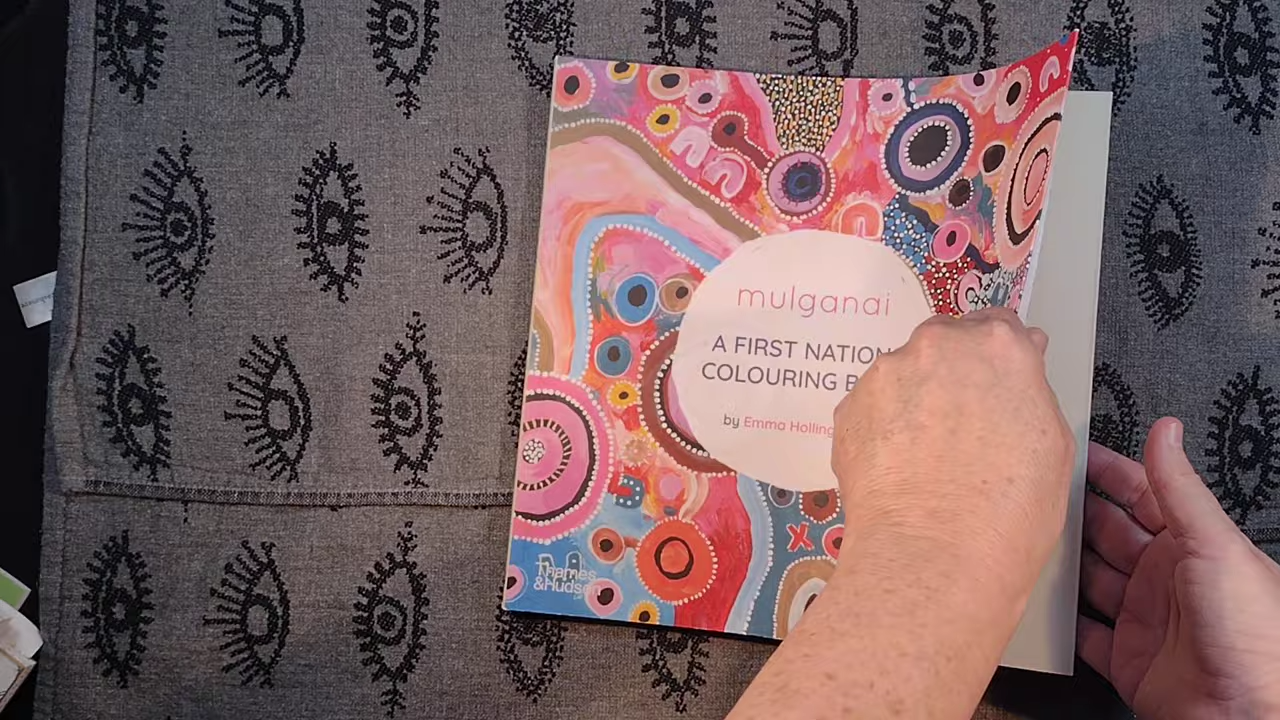 mulganai
A FIRST NATION
COLOURING B
by Emma Holling
Thames
&Hudson